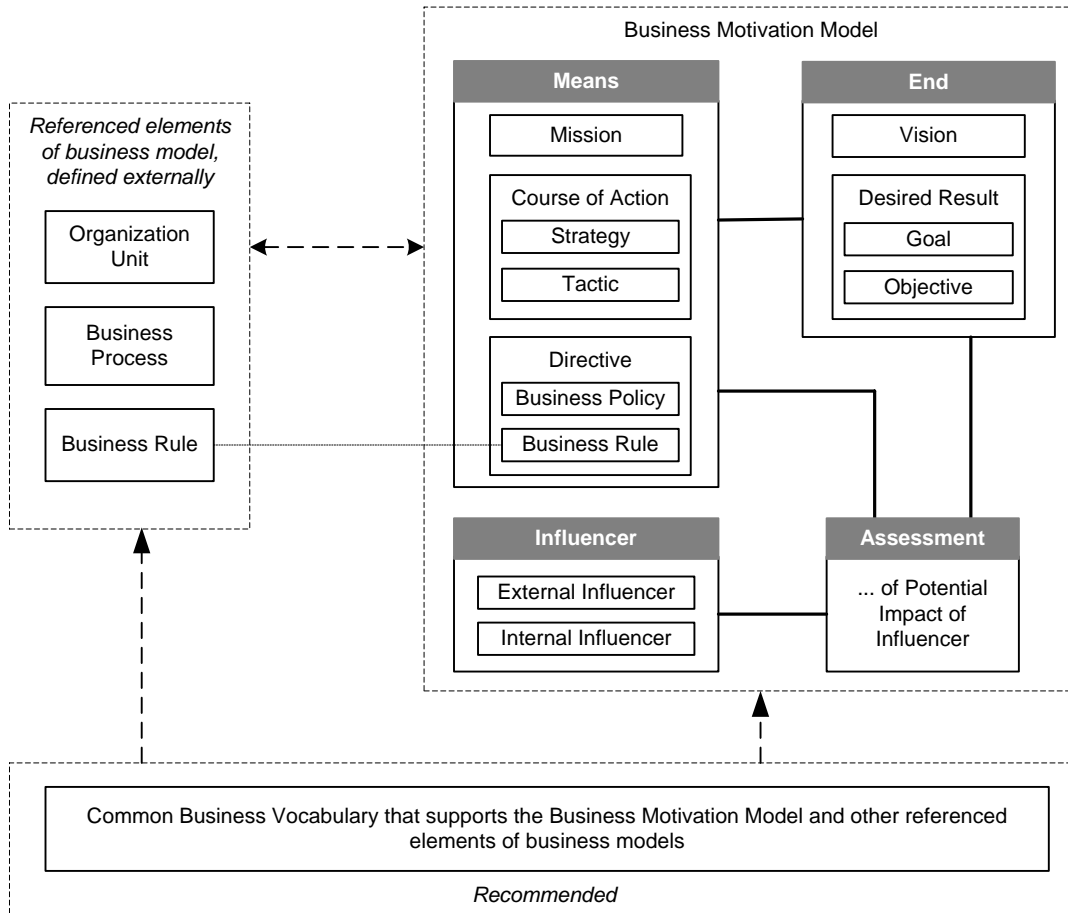 Business Motivation Model
Referenced elements
of business model,
defined externally
Organization
Unit
Business
Process
Business Rule
Means
Mission
Course of Action
Strategy
Tactic
Directive
Business Policy
Business Rule
End
Vision
Desired Result
Goal
Objective
Influencer
External Influencer
Internal Influencer
Assessment
... of Potential
Impact of
Influencer
Common Business Vocabulary that supports the Business Motivation Model and other referenced
elements of business models
Recommended